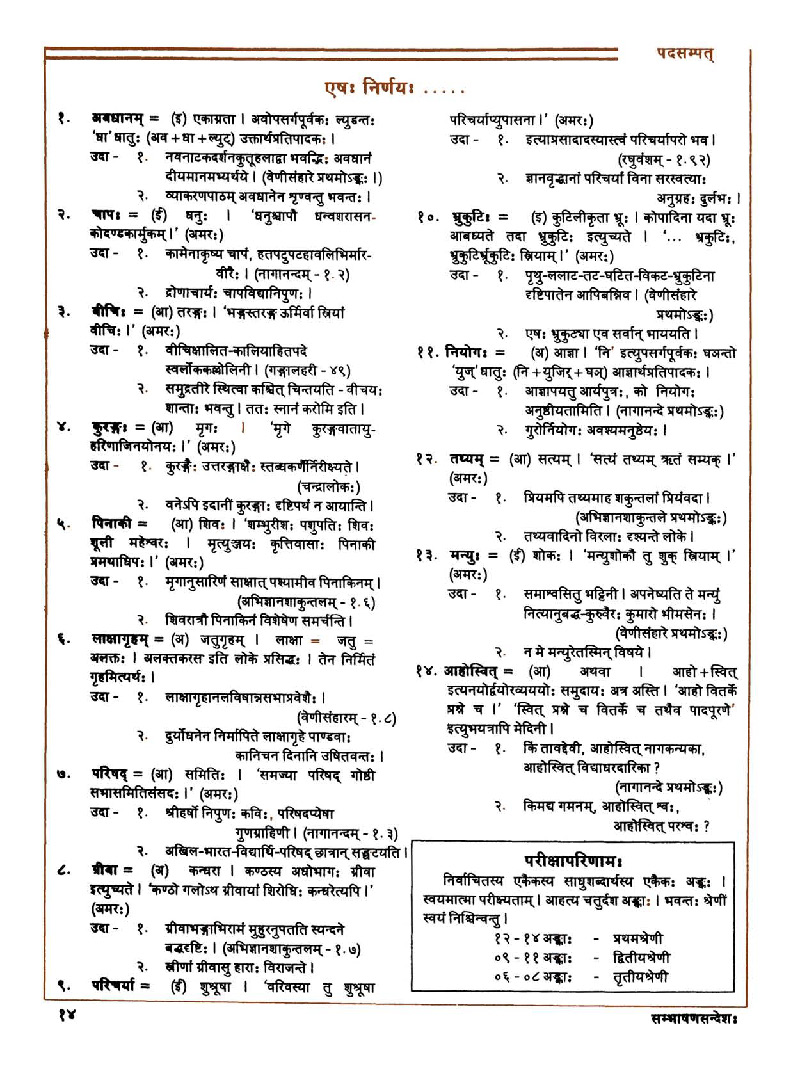 पदसम्पत्
एषः निर्णयः .....
१. अवधानम् = (इ) एकाग्रता । अवोपसर्गपूर्वकः ल्युडन्तः
'धा' धातुः (अव + धा + ल्युट्) उक्तार्थप्रतिपादकः ।
उदा - १. नवनाटकदर्शनकुतूहलाद्वा भवद्भिः अवधानं
दीयमानमभ्यर्थये । (वेणीसंहारे प्रथमोऽङ्कः ।)
२. व्याकरणपाठम् अवधानेन शृण्वन्तु भवन्तः ।
२. चापः = (ई) धनुः । 'धनुश्चापौ धन्वशरासन-
कोदण्डकार्मुकम् ।' (अमरः)
उदा - १. कामेनाकृष्य चापं, हतपटुपटहावलिभिर्मार-
वीरैः । (नागानन्दम् - १.२)
२. द्रोणाचार्यः चापविद्यानिपुणः ।
३. वीचिः = (आ) तरङ्गः । 'भङ्गस्तरङ्ग ऊर्मिर्वा स्त्रियां
वीचिः ।' (अमरः)
उदा - १. वीचिक्षालित-कालियाहितपदे
स्वर्लोककल्लोलिनी । (गङ्गालहरी - ४९)
२. समुद्रतीरे स्थित्वा कश्चित् चिन्तयति - वीचयः
शान्ताः भवन्तु । ततः स्नानं करोमि इति ।
४. कुरङ्गः = (आ) मृगः । 'मृगे कुरङ्गवातायु-
हरिणाजिनयोनयः ।' (अमरः)
उदा - १. कुरङ्गैः उत्तरङ्गाक्षैः स्तब्धकर्णैर्निरीक्ष्यते ।
(चन्द्रालोकः)
२. वनेऽपि इदानीं कुरङ्गाः दृष्टिपथं न आयान्ति ।
५. पिनाकी = (आ) शिवः । 'शम्भुरीशः पशुपतिः शिवः
शूली महेश्वरः । मृत्युञ्जयः कृत्तिवासाः पिनाकी
प्रमथाधिपः ।' (अमरः)
उदा - १. मृगानुसारिणं साक्षात् पश्यामीव पिनाकिनम् ।
(अभिज्ञानशाकुन्तलम् - १.६)
२. शिवरात्रौ पिनाकिनं विशेषेण समर्चन्ति ।
६. लाक्षागृहम् = (अ) जतुगृहम् । लाक्षा = जतु =
अलक्तः । अलक्तकरस इति लोके प्रसिद्धः । तेन निर्मितं
गृहमित्यर्थः ।
उदा - १. लाक्षागृहानलविषान्नसभाप्रवेशैः ।
(वेणीसंहारम् - १.८)
२. दुर्योधनेन निर्मापिते लाक्षागृहे पाण्डवाः
कानिचन दिनानि उषितवन्तः ।
७. परिषद् = (आ) समितिः । 'समज्या परिषद् गोष्ठी
सभासमितिसंसदः ।' (अमरः)
उदा - १. श्रीहर्षो निपुणः कविः, परिषदप्येषा
गुणग्राहिणी । (नागानन्दम् - १.३)
२. अखिल-भारत-विद्यार्थि-परिषद् छात्रान् सङ्घटयति ।
८. ग्रीवा = (अ) कन्धरा । कण्ठस्य अधोभागः ग्रीवा
इत्युच्यते । 'कण्ठो गलोऽथ ग्रीवायां शिरोधिः कन्धरेत्यपि ।'
(अमरः)
उदा - १. ग्रीवाभङ्गाभिरामं मुहुरनुपतति स्यन्दने
बद्धदृष्टिः । (अभिज्ञानशाकुन्तलम् - १.७)
२. स्त्रीणां ग्रीवासु हाराः विराजन्ते ।
९. परिचर्या = (ई) शुश्रूषा । 'वरिवस्या तु शुश्रूषा
परिचर्याप्युपासना ।' (अमरः)
उदा - १. इत्याप्रसादादस्यास्त्वं परिचर्यापरो भव ।
(रघुवंशम् - १.९२)
२. ज्ञानवृद्धानां परिचर्यां विना सरस्वत्याः
अनुग्रहः दुर्लभः ।
१०. भ्रुकुटिः = (इ) कुटिलीकृता भ्रूः । कोपादिना यदा भ्रूः
आबध्यते तदा भ्रुकुटिः इत्युच्यते । '... भ्रकुटिः,
भ्रुकुटिर्भ्रूकुटिः स्त्रियाम् ।' (अमरः)
उदा - १. पृथु-ललाट-तट-घटित-विकट-भ्रुकुटिना
दृष्टिपातेन आपिबन्निव । (वेणीसंहारे
प्रथमोऽङ्कः)
२. एषः भ्रुकुट्या एव सर्वान् भाययति ।
११. नियोगः = (अ) आज्ञा । 'नि' इत्युपसर्गपूर्वकः घञन्तो
'युज्' धातुः (नि + युजिर् + घञ्) आज्ञार्थप्रतिपादकः ।
उदा - १. आज्ञापयतु आर्यपुत्रः, को नियोगः
अनुष्ठीयतामिति । (नागानन्दे प्रथमोऽङ्कः)
२. गुरोर्नियोगः अवश्यमनुष्ठेयः ।
१२. तथ्यम् = (आ) सत्यम् । 'सत्यं तथ्यम् ऋतं सम्यक् ।'
(अमरः)
उदा - १. प्रियमपि तथ्यमाह शकुन्तलां प्रियंवदा ।
(अभिज्ञानशाकुन्तले प्रथमोऽङ्कः)
२. तथ्यवादिनो विरलाः दृश्यन्ते लोके ।
१३. मन्युः = (ई) शोकः । 'मन्युशोकौ तु शुक् स्त्रियाम् ।'
(अमरः)
उदा - १. समाश्वसितु भट्टिनी । अपनेष्यति ते मन्युं
नित्यानुबद्ध-कुरुवैरः कुमारो भीमसेनः ।
(वेणीसंहारे प्रथमोऽङ्कः)
२. न मे मन्युरेतस्मिन् विषये ।
१४. आहोस्वित् = (आ) अथवा । आहो + स्वित्
इत्यनयोर्द्वयोरव्यययोः समुदायः अत्र अस्ति । 'आहो वितर्के
प्रश्ने च ।' 'स्वित् प्रश्ने च वितर्के च तथैव पादपूरणे'
इत्युभयत्रापि मेदिनी ।
उदा - १. किं तावद्देवी, आहोस्वित् नागकन्यका,
आहोस्वित् विद्याधरदारिका ?
(नागानन्दे प्रथमोऽङ्कः)
२. किमद्य गमनम्, आहोस्वित् श्वः,
आहोस्वित् परश्वः ?
परीक्षापरिणामः
निर्वाचितस्य एकैकस्य साधुशब्दार्थस्य एकैकः अङ्कः ।
स्वयमात्मा परीक्ष्यताम् । आहत्य चतुर्दश अङ्काः । भवन्तः श्रेणीं
स्वयं निश्चिन्वन्तु ।
१२ - १४ अङ्काः - प्रथमश्रेणी
०९ - ११ अङ्काः - द्वितीयश्रेणी
०६ - ०८ अङ्काः - तृतीयश्रेणी
१४
सम्भाषणसन्देशः